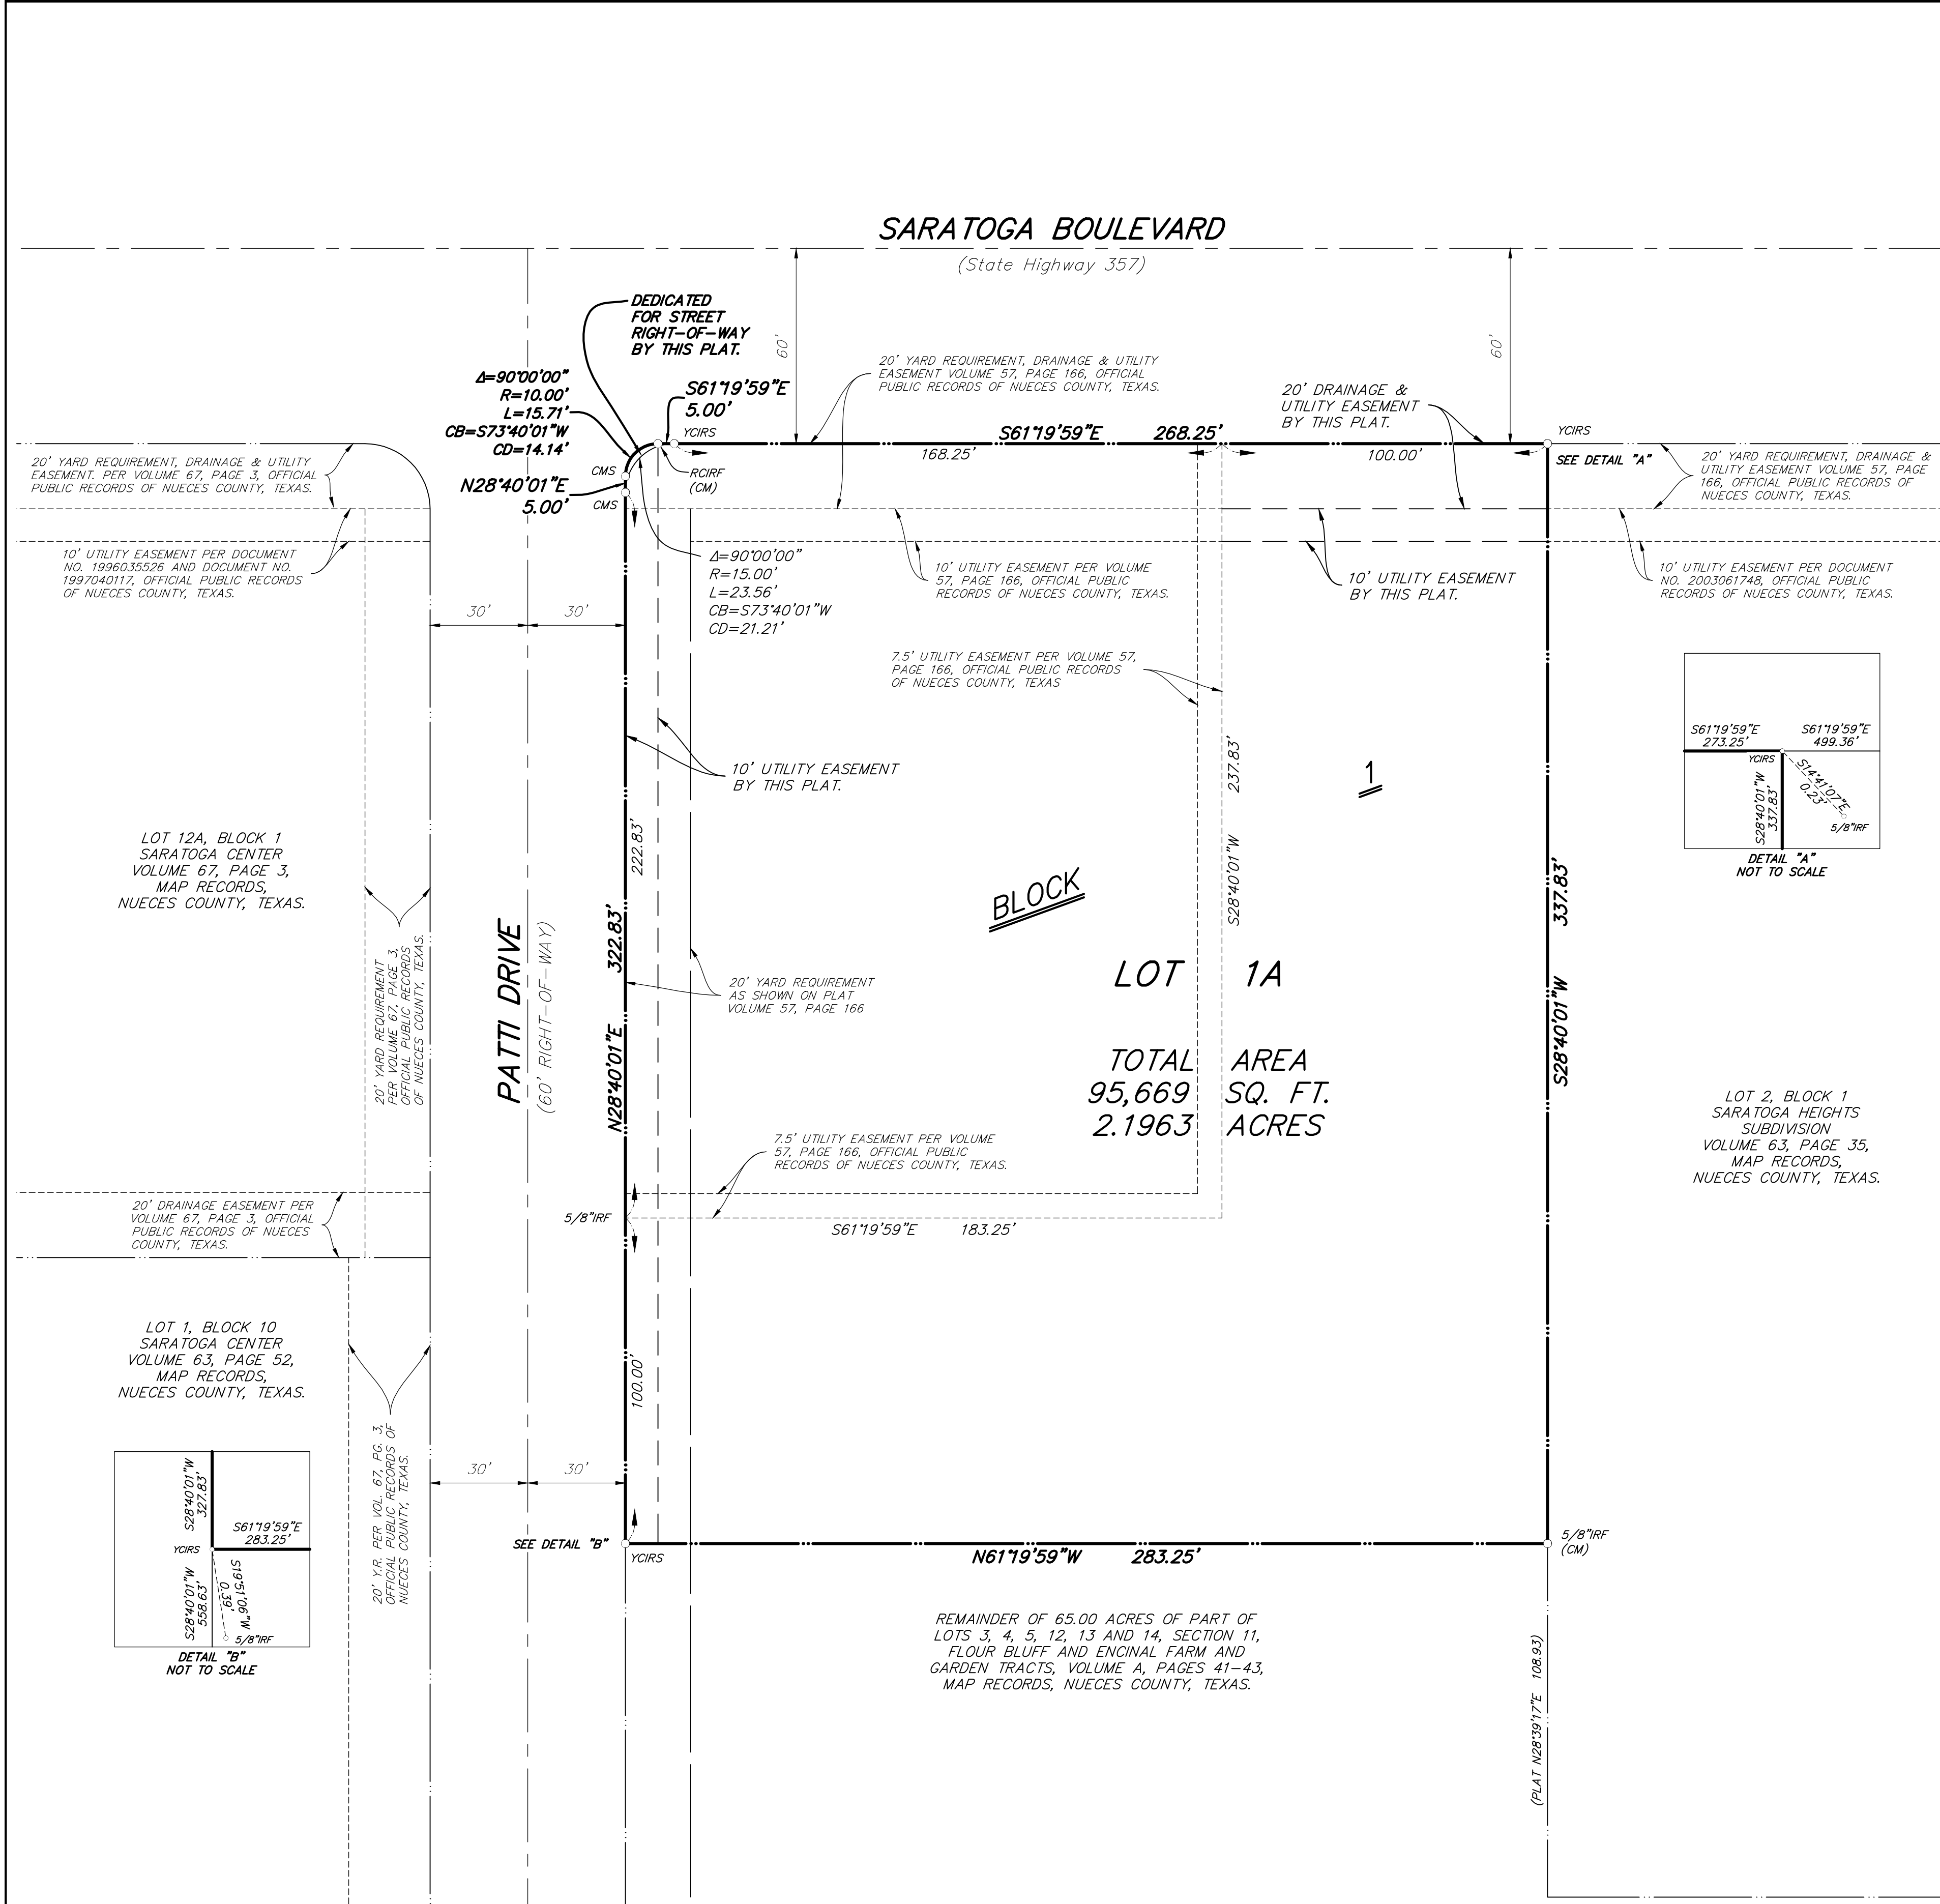 SARATOGA BOULEVARD
(State Highway 357)
DEDICATED
FOR STREET
RIGHT-OF-WAY
BY THIS PLAT.
60'
60'
Δ=90°00'00"
R=10.00'
L=15.71'
CB=S73°40'01"W
CD=14.14'
S61°19'59"E
5.00'
YCIRS
20' YARD REQUIREMENT, DRAINAGE & UTILITY
EASEMENT VOLUME 57, PAGE 166, OFFICIAL
PUBLIC RECORDS OF NUECES COUNTY, TEXAS.
20' DRAINAGE &
UTILITY EASEMENT
BY THIS PLAT.
S61°19'59"E 268.25'
168.25'
100.00'
YCIRS
SEE DETAIL "A"
20' YARD REQUIREMENT, DRAINAGE & UTILITY
EASEMENT. PER VOLUME 67, PAGE 3, OFFICIAL
PUBLIC RECORDS OF NUECES COUNTY, TEXAS.
CMS
RCIRF
(CM)
N28°40'01"E
5.00'
CMS
20' YARD REQUIREMENT, DRAINAGE &
UTILITY EASEMENT VOLUME 57, PAGE
166, OFFICIAL PUBLIC RECORDS OF
NUECES COUNTY, TEXAS.
10' UTILITY EASEMENT PER DOCUMENT
NO. 1996035526 AND DOCUMENT NO.
1997040117, OFFICIAL PUBLIC RECORDS
OF NUECES COUNTY, TEXAS.
Δ=90°00'00"
R=15.00'
L=23.56'
CB=S73°40'01"W
CD=21.21'
10' UTILITY EASEMENT PER VOLUME
57, PAGE 166, OFFICIAL PUBLIC
RECORDS OF NUECES COUNTY, TEXAS.
10' UTILITY EASEMENT
BY THIS PLAT.
10' UTILITY EASEMENT PER DOCUMENT
NO. 2003061748, OFFICIAL PUBLIC
RECORDS OF NUECES COUNTY, TEXAS.
30'
30'
7.5' UTILITY EASEMENT PER VOLUME 57,
PAGE 166, OFFICIAL PUBLIC RECORDS
OF NUECES COUNTY, TEXAS
S61°19'59"E
273.25'
S61°19'59"E
499.36'
YCIRS
S14°41'07"E
0.23'
S28°40'01"W
337.83'
5/8"IRF
DETAIL "A"
NOT TO SCALE
10' UTILITY EASEMENT
BY THIS PLAT.
S28°40'01"W 237.83'
1
BLOCK
222.83'
LOT 12A, BLOCK 1
SARATOGA CENTER
VOLUME 67, PAGE 3,
MAP RECORDS,
NUECES COUNTY, TEXAS.
20' YARD REQUIREMENT
PER VOLUME 67, PAGE 3,
OFFICIAL PUBLIC RECORDS
OF NUECES COUNTY, TEXAS.
PATTI DRIVE
(60' RIGHT-OF-WAY)
N28°40'01"E 322.83'
20' YARD REQUIREMENT
AS SHOWN ON PLAT
VOLUME 57, PAGE 166
LOT 1A
TOTAL AREA
95,669 SQ. FT.
2.1963 ACRES
S28°40'01"W 337.83'
LOT 2, BLOCK 1
SARATOGA HEIGHTS
SUBDIVISION
VOLUME 63, PAGE 35,
MAP RECORDS,
NUECES COUNTY, TEXAS.
7.5' UTILITY EASEMENT PER VOLUME
57, PAGE 166, OFFICIAL PUBLIC
RECORDS OF NUECES COUNTY, TEXAS.
20' DRAINAGE EASEMENT PER
VOLUME 67, PAGE 3, OFFICIAL
PUBLIC RECORDS OF NUECES
COUNTY, TEXAS.
5/8"IRF
S61°19'59"E 183.25'
LOT 1, BLOCK 10
SARATOGA CENTER
VOLUME 63, PAGE 52,
MAP RECORDS,
NUECES COUNTY, TEXAS.
20' Y.R. PER VOL. 67, PG. 3,
OFFICIAL PUBLIC RECORDS OF
NUECES COUNTY, TEXAS.
100.00'
30'
30'
S28°40'01"W
327.83'
S61°19'59"E
283.25'
YCIRS
S28°40'01"W
558.63'
S19°51'06"W
0.39'
5/8"IRF
DETAIL "B"
NOT TO SCALE
SEE DETAIL "B"
YCIRS
N61°19'59"W 283.25'
5/8"IRF
(CM)
REMAINDER OF 65.00 ACRES OF PART OF
LOTS 3, 4, 5, 12, 13 AND 14, SECTION 11,
FLOUR BLUFF AND ENCINAL FARM AND
GARDEN TRACTS, VOLUME A, PAGES 41-43,
MAP RECORDS, NUECES COUNTY, TEXAS.
(PLAT N28°39'17"E 108.93)